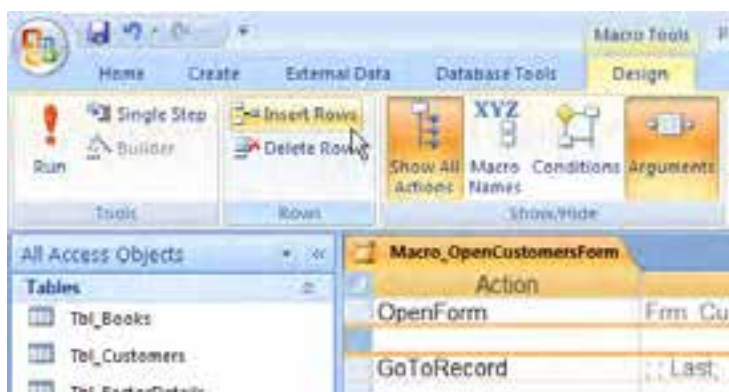 Macro Tools
Home Create External Data Database Tools Design
Run
Single Step
Builder
Tools
Insert Rows
Delete Rows
Rows
Show All Actions
XYZ
Macro Names
Conditions
Arguments
Show/Hide
All Access Objects
Tables
Tbl_Books
Tbl_Customers
Macro_OpenCustomersForm
Action
OpenForm Frm Cu
GoToRecord ; ; Last;